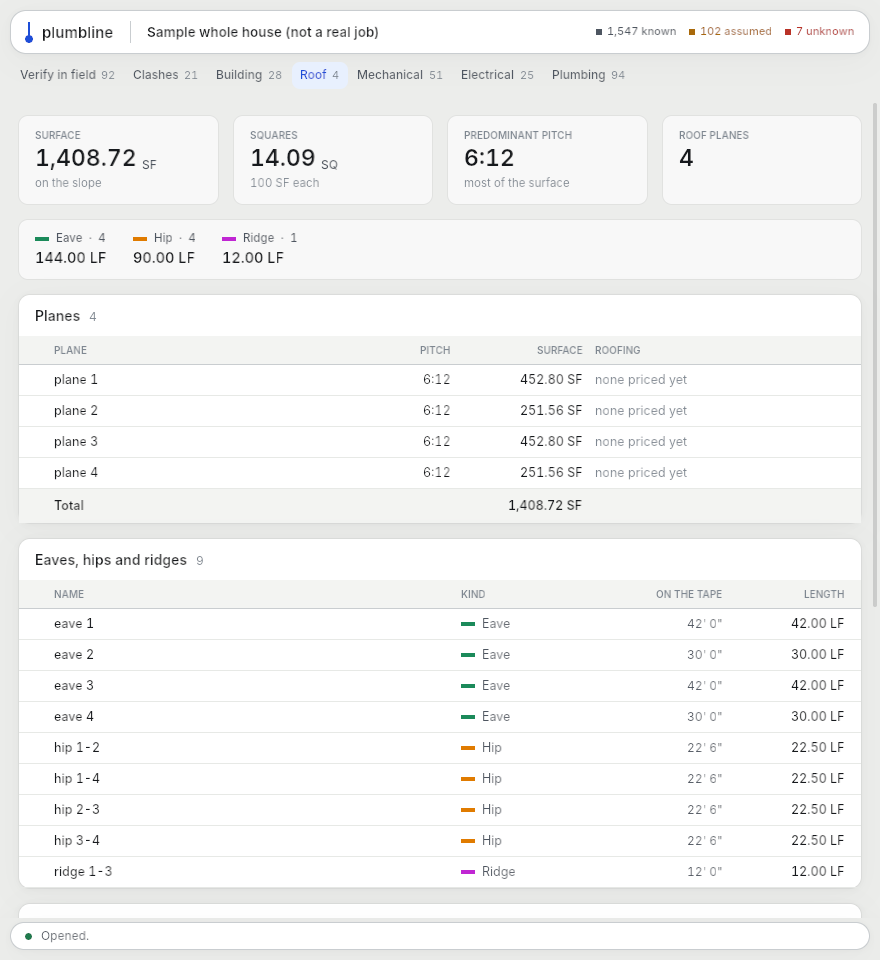 plumbline
Sample whole house (not a real job)
1,547 known 102 assumed 7 unknown
Verify in field 92 Clashes 21 Building 28 Roof 4 Mechanical 51 Electrical 25 Plumbing 94
SURFACE
1,408.72 SF
on the slope
SQUARES
14.09 SQ
100 SF each
PREDOMINANT PITCH
6:12
most of the surface
ROOF PLANES
4
Eave · 4
144.00 LF
Hip · 4
90.00 LF
Ridge · 1
12.00 LF
Planes 4
PLANE PITCH SURFACE ROOFING
plane 1 6:12 452.80 SF none priced yet
plane 2 6:12 251.56 SF none priced yet
plane 3 6:12 452.80 SF none priced yet
plane 4 6:12 251.56 SF none priced yet
Total 1,408.72 SF
Eaves, hips and ridges 9
NAME KIND ON THE TAPE LENGTH
eave 1 Eave 42' 0" 42.00 LF
eave 2 Eave 30' 0" 30.00 LF
eave 3 Eave 42' 0" 42.00 LF
eave 4 Eave 30' 0" 30.00 LF
hip 1-2 Hip 22' 6" 22.50 LF
hip 1-4 Hip 22' 6" 22.50 LF
hip 2-3 Hip 22' 6" 22.50 LF
hip 3-4 Hip 22' 6" 22.50 LF
ridge 1-3 Ridge 12' 0" 12.00 LF
Opened.